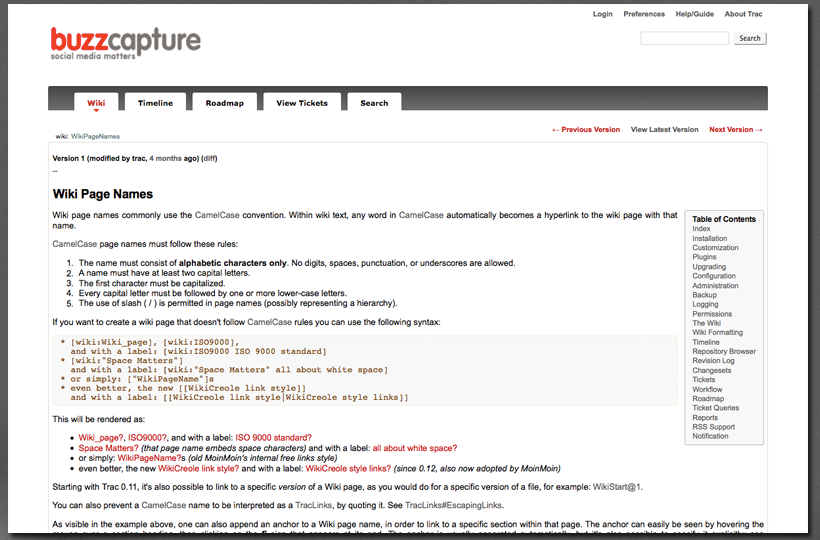 Login Preferences Help/Guide About Trac
buzzcapture
social media matters
Search
Wiki Timeline Roadmap View Tickets Search
← Previous Version View Latest Version Next Version →
wiki: WikiPageNames
Version 1 (modified by trac, 4 months ago) (diff)
--
Wiki Page Names
Wiki page names commonly use the CamelCase convention. Within wiki text, any word in CamelCase automatically becomes a hyperlink to the wiki page with that
name.
CamelCase page names must follow these rules:
1. The name must consist of alphabetic characters only. No digits, spaces, punctuation, or underscores are allowed.
2. A name must have at least two capital letters.
3. The first character must be capitalized.
4. Every capital letter must be followed by one or more lower-case letters.
5. The use of slash ( / ) is permitted in page names (possibly representing a hierarchy).
If you want to create a wiki page that doesn't follow CamelCase rules you can use the following syntax:
* [wiki:Wiki_page], [wiki:ISO9000],
and with a label: [wiki:ISO9000 ISO 9000 standard]
* [wiki:"Space Matters"]
and with a label: [wiki:"Space Matters" all about white space]
* or simply: ["WikiPageName"]s
* even better, the new [[WikiCreole link style]]
and with a label: [[WikiCreole link style|WikiCreole style links]]
This will be rendered as:
• Wiki_page?, ISO9000?, and with a label: ISO 9000 standard?
• Space Matters? (that page name embeds space characters) and with a label: all about white space?
• or simply: WikiPageName?s (old MoinMoin's internal free links style)
• even better, the new WikiCreole link style? and with a label: WikiCreole style links? (since 0.12, also now adopted by MoinMoin)
Starting with Trac 0.11, it's also possible to link to a specific version of a Wiki page, as you would do for a specific version of a file, for example: WikiStart@1.
You can also prevent a CamelCase name to be interpreted as a TracLinks, by quoting it. See TracLinks#EscapingLinks.
As visible in the example above, one can also append an anchor to a Wiki page name, in order to link to a specific section within that page. The anchor can easily be seen by hovering the
Table of Contents
Index
Installation
Customization
Plugins
Upgrading
Configuration
Administration
Backup
Logging
Permissions
The Wiki
Wiki Formatting
Timeline
Repository Browser
Revision Log
Changesets
Tickets
Workflow
Roadmap
Ticket Queries
Reports
RSS Support
Notification